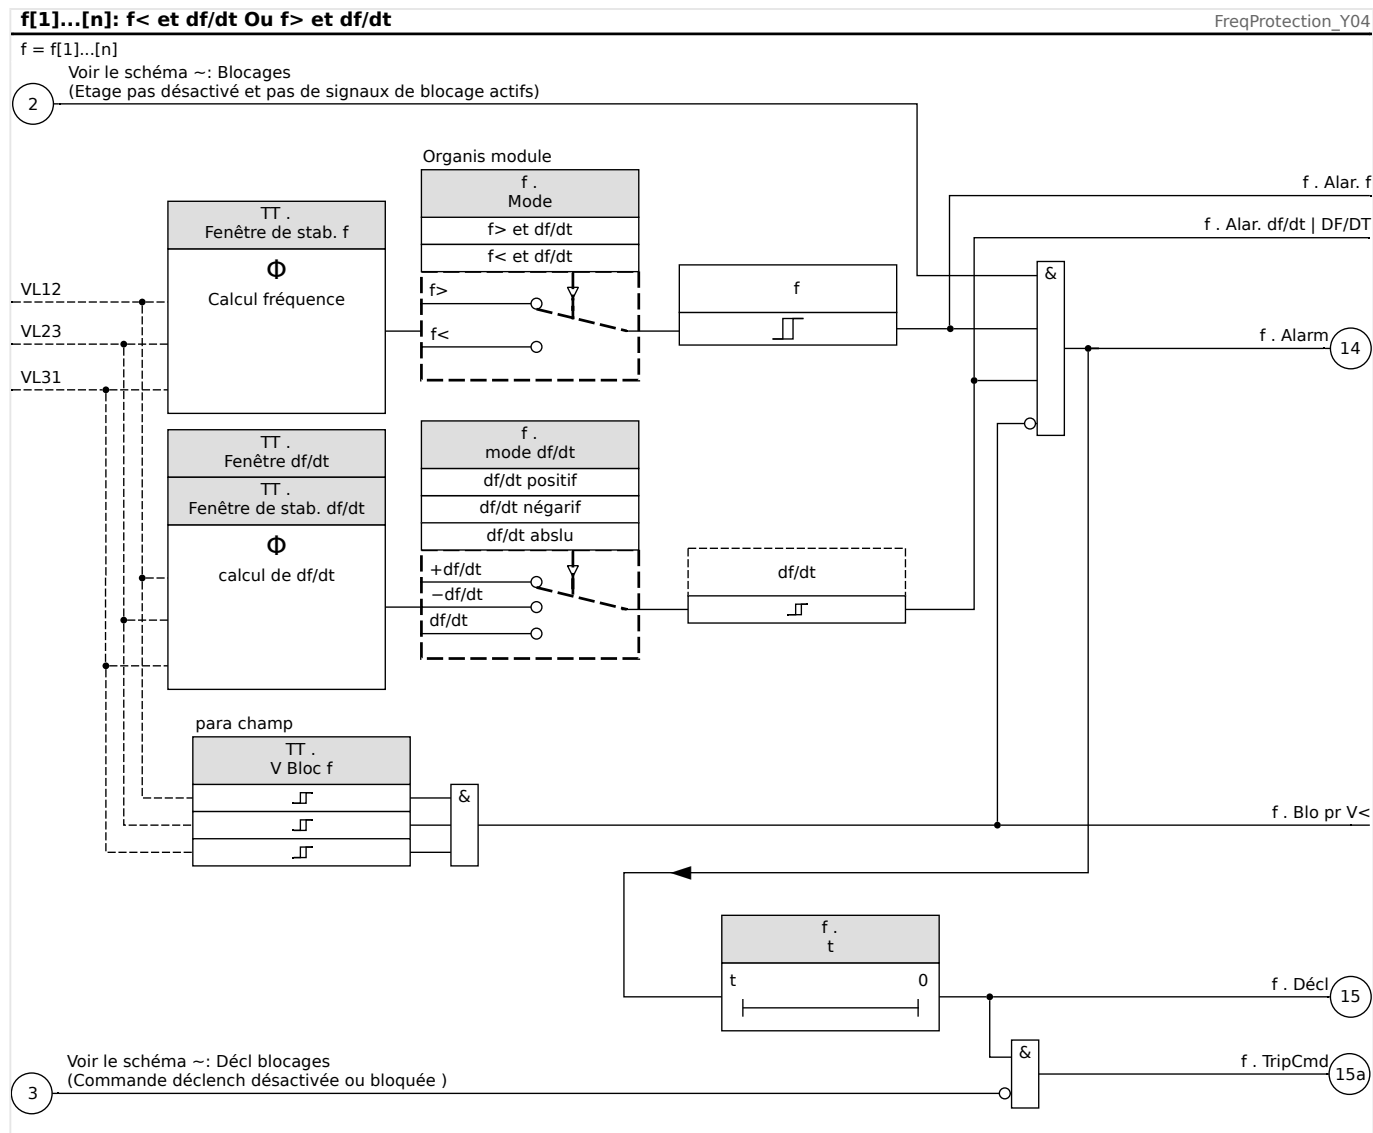 f[1]...[n]: f< et df/dt Ou f> et df/dt
FreqProtection_Y04
f = f[1]...[n]
Voir le schéma ~: Blocages
(Etage pas désactivé et pas de signaux de blocage actifs)
2
Organis module
f .
Mode
f> et df/dt
f< et df/dt
f>
f<
TT .
Fenêtre de stab. f
Φ
Calcul fréquence
VL12
VL23
VL31
f
f . Alar. f
f . Alar. df/dt | DF/DT
&
f . Alarm
14
TT .
Fenêtre df/dt
TT .
Fenêtre de stab. df/dt
Φ
calcul de df/dt
f .
mode df/dt
df/dt positif
df/dt négarif
df/dt abslu
+df/dt
−df/dt
df/dt
df/dt
para champ
TT .
V Bloc f
&
f . Blo pr V<
f .
t
t
0
f . Décl
15
Voir le schéma ~: Décl blocages
(Commande déclench désactivée ou bloquée )
3
&
f . TripCmd
15a